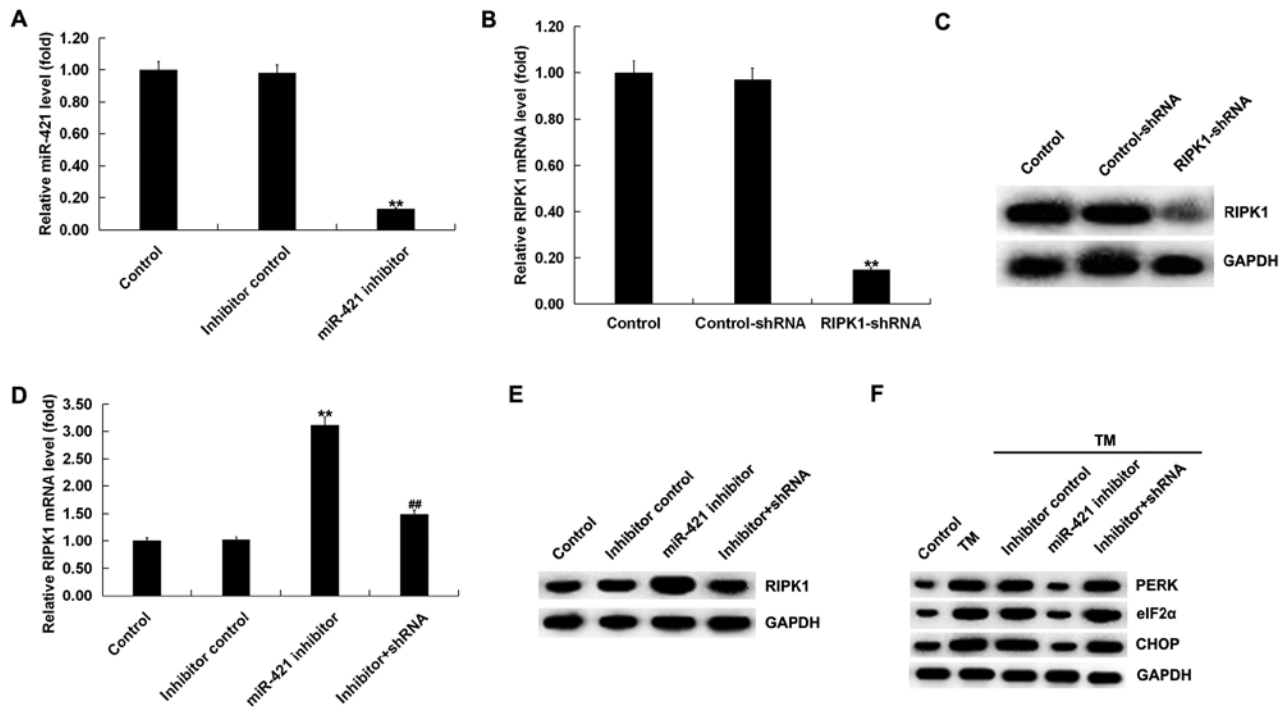 A
Relative miR-421 level (fold)
1.20
1.00
0.80
0.60
0.40
0.20
0.00
**
Control
Inhibitor control
miR-421 inhibitor
B
Relative RIPK1 mRNA level (fold)
1.20
1.00
0.80
0.60
0.40
0.20
0.00
**
Control
Control-shRNA
RIPK1-shRNA
C
Control
Control-shRNA
RIPK1-shRNA
RIPK1
GAPDH
D
Relative RIPK1 mRNA level (fold)
3.50
3.00
2.50
2.00
1.50
1.00
0.50
0.00
**
##
Control
Inhibitor control
miR-421 inhibitor
Inhibitor+shRNA
E
Control
Inhibitor control
miR-421 inhibitor
Inhibitor+shRNA
RIPK1
GAPDH
F
TM
Control
TM
Inhibitor control
miR-421 inhibitor
Inhibitor+shRNA
PERK
eIF2α
CHOP
GAPDH